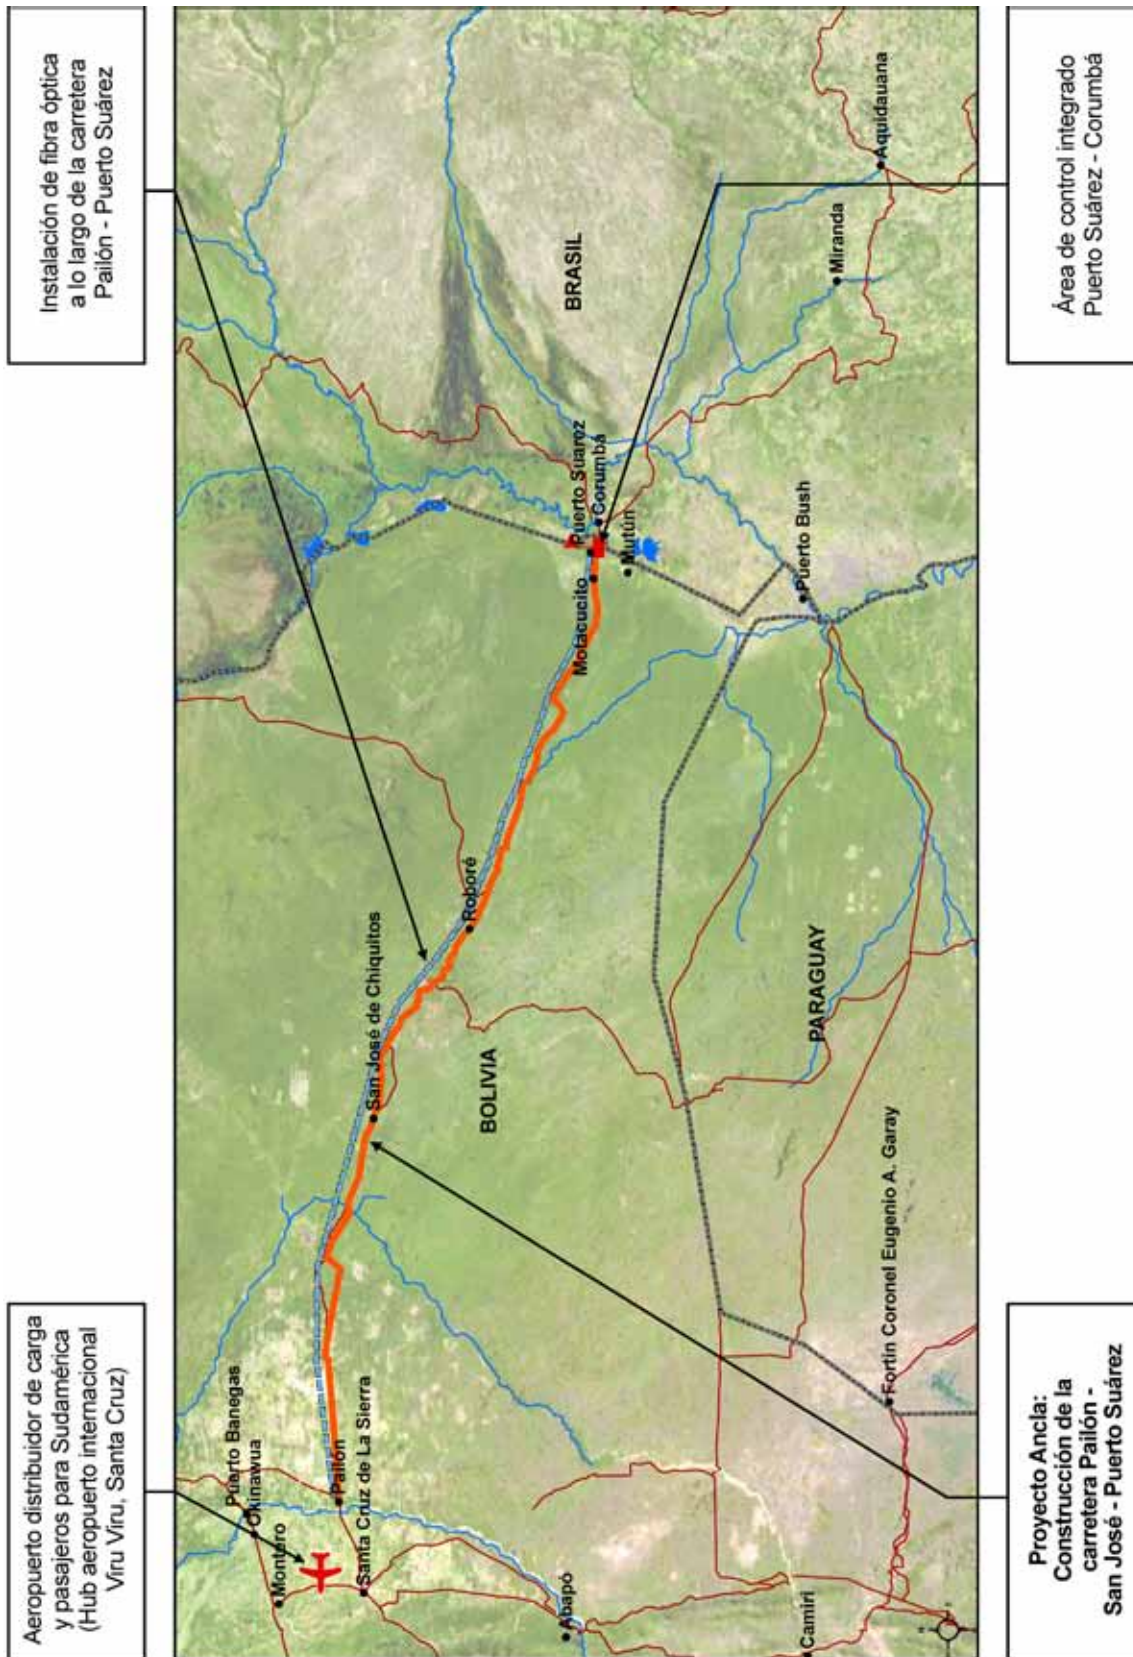 Aeropuerto distribuidor de carga
y pasajeros para Sudamérica
(Hub aeropuerto internacional
Viru Viru, Santa Cruz)
Instalación de fibra óptica
a lo largo de la carretera
Pailón - Puerto Suárez
Puerto Banegas
Okinawua
Montero
Pailón
Santa Cruz de La Sierra
San José de Chiquitos
Roboré
BOLIVIA
Abapó
Camiri
Motacucito
Puerto Suarez
Corumbá
Mutún
BRASIL
Puerto Bush
Miranda
Aquidauana
PARAGUAY
Fortin Coronel Eugenio A. Garay
Proyecto Ancla:
Construcción de la
carretera Pailón -
San José - Puerto Suárez
Área de control integrado
Puerto Suárez - Corumbá